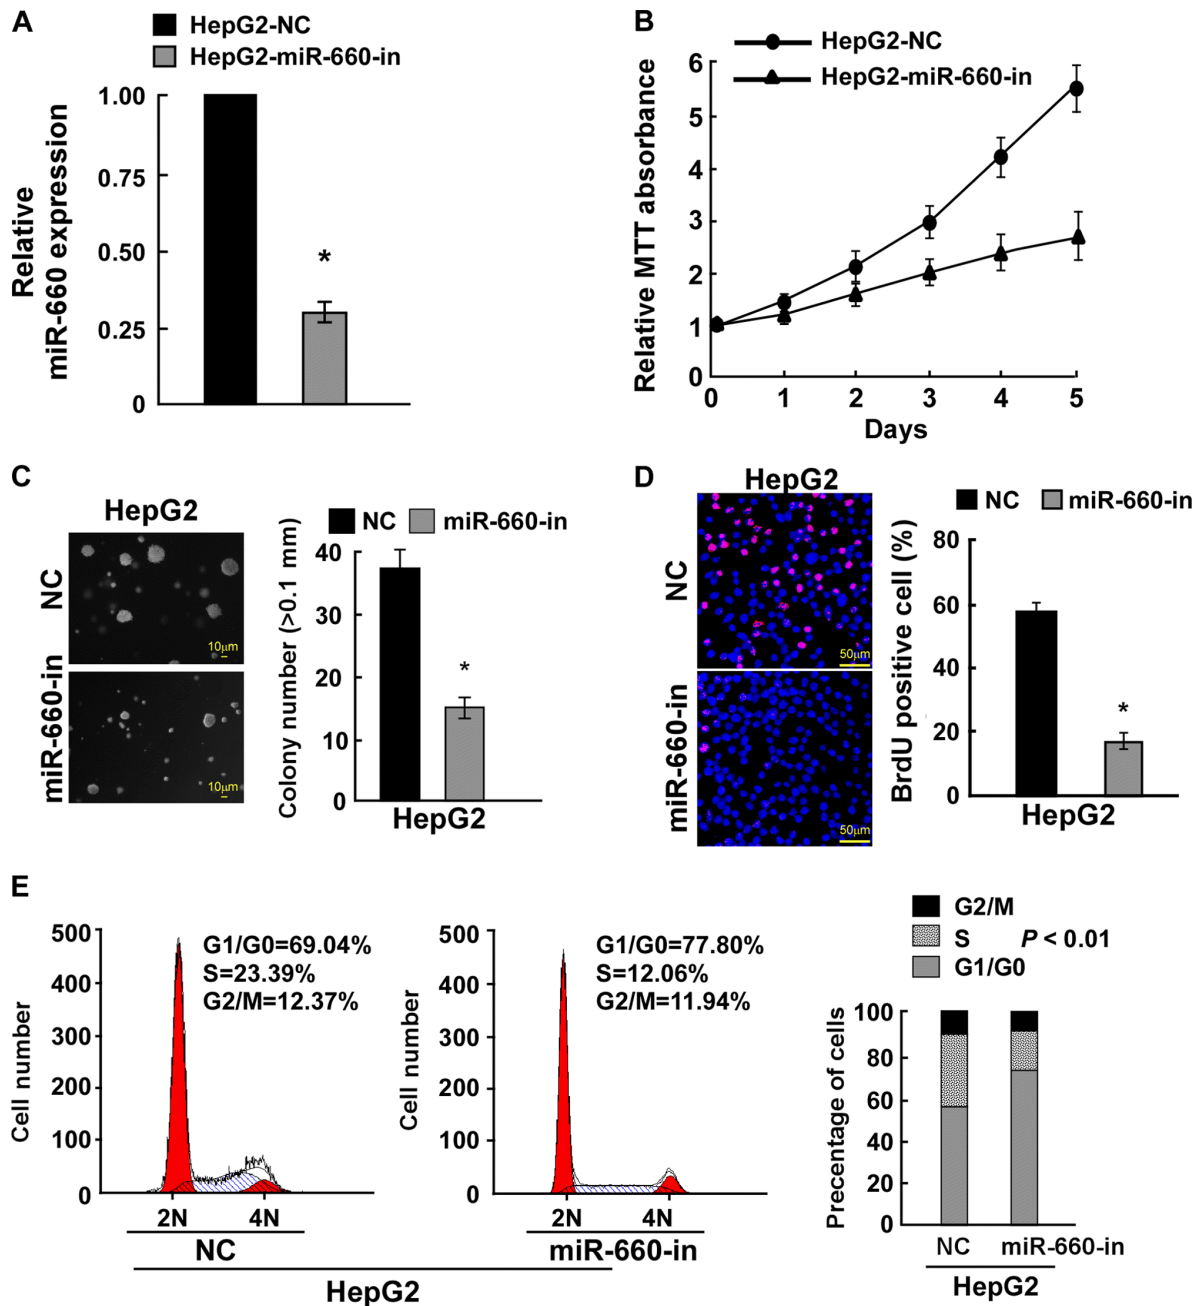 A
HepG2-NC
HepG2-miR-660-in
Relative
miR-660 expression
1.00
0.75
0.50
0.25
0
*
B
HepG2-NC
HepG2-miR-660-in
Relative MTT absorbance
6
5
4
3
2
1
0
0 1 2 3 4 5
Days
C
HepG2
NC
10μm
miR-660-in
10μm
NC miR-660-in
Colony number (>0.1 mm)
40
30
20
10
0
*
HepG2
D
HepG2
NC
50μm
miR-660-in
50μm
NC miR-660-in
BrdU positive cell (%)
80
60
40
20
0
*
HepG2
E
Cell number
500
400
300
200
100
0
G1/G0=69.04%
S=23.39%
G2/M=12.37%
2N 4N
NC
Cell number
500
400
300
200
100
0
G1/G0=77.80%
S=12.06%
G2/M=11.94%
2N 4N
miR-660-in
HepG2
G2/M
S P < 0.01
G1/G0
Precentage of cells
100
80
60
40
20
0
NC miR-660-in
HepG2